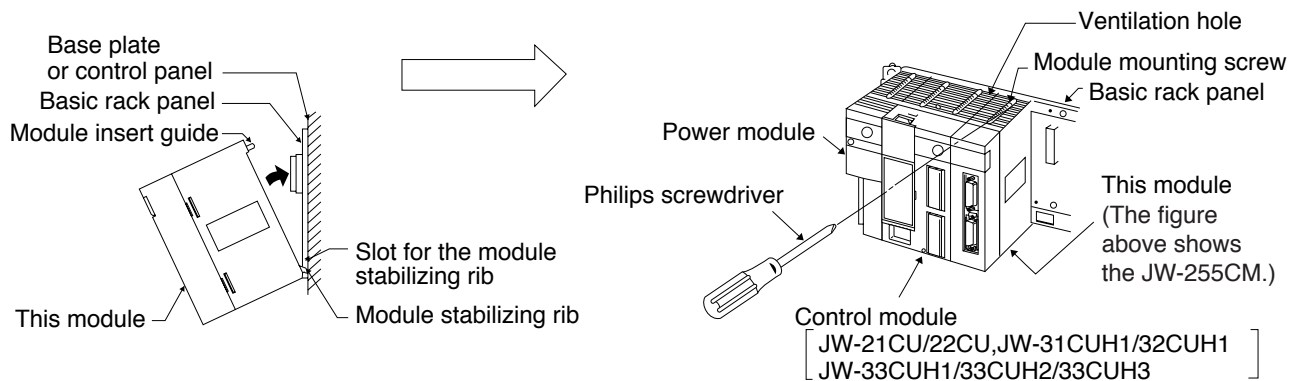 Base plate
or control panel
Basic rack panel
Module insert guide
Slot for the module
stabilizing rib
Module stabilizing rib
This module
Ventilation hole
Module mounting screw
Basic rack panel
Power module
Philips screwdriver
This module
(The figure
above shows
the JW-255CM.)
Control module
JW-21CU/22CU,JW-31CUH1/32CUH1
JW-33CUH1/33CUH2/33CUH3